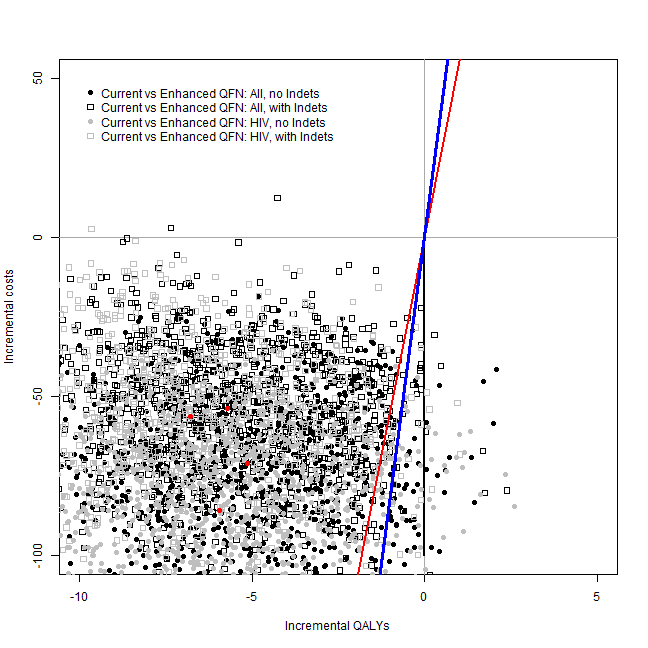 50
0
-50
-100
Current vs Enhanced QFN: All, no Indets
Current vs Enhanced QFN: All, with Indets
Current vs Enhanced QFN: HIV, no Indets
Current vs Enhanced QFN: HIV, with Indets
Incremental costs
-10
-5
0
5
Incremental QALYs